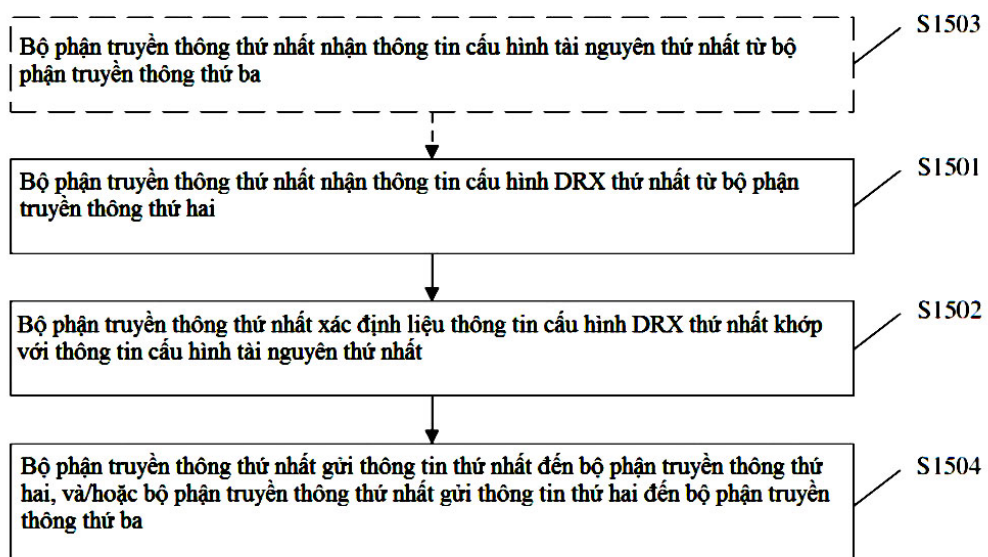 S1503
Bộ phận truyền thông thứ nhất nhận thông tin cấu hình tài nguyên thứ nhất từ bộ
phận truyền thông thứ ba
S1501
Bộ phận truyền thông thứ nhất nhận thông tin cấu hình DRX thứ nhất từ bộ phận
truyền thông thứ hai
S1502
Bộ phận truyền thông thứ nhất xác định liệu thông tin cấu hình DRX thứ nhất khớp
với thông tin cấu hình tài nguyên thứ nhất
S1504
Bộ phận truyền thông thứ nhất gửi thông tin thứ nhất đến bộ phận truyền thông thứ
hai, và/hoặc bộ phận truyền thông thứ nhất gửi thông tin thứ hai đến bộ phận truyền
thông thứ ba